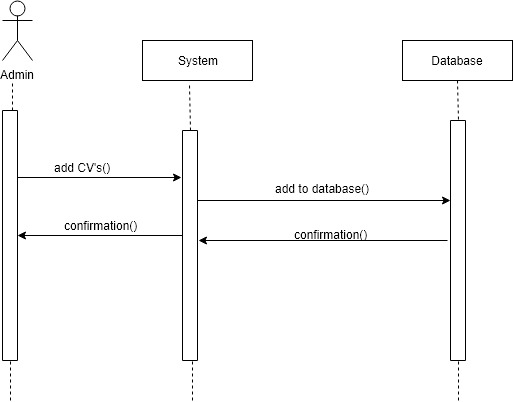 Admin
System
Database
add CV's()
add to database()
confirmation()
confirmation()